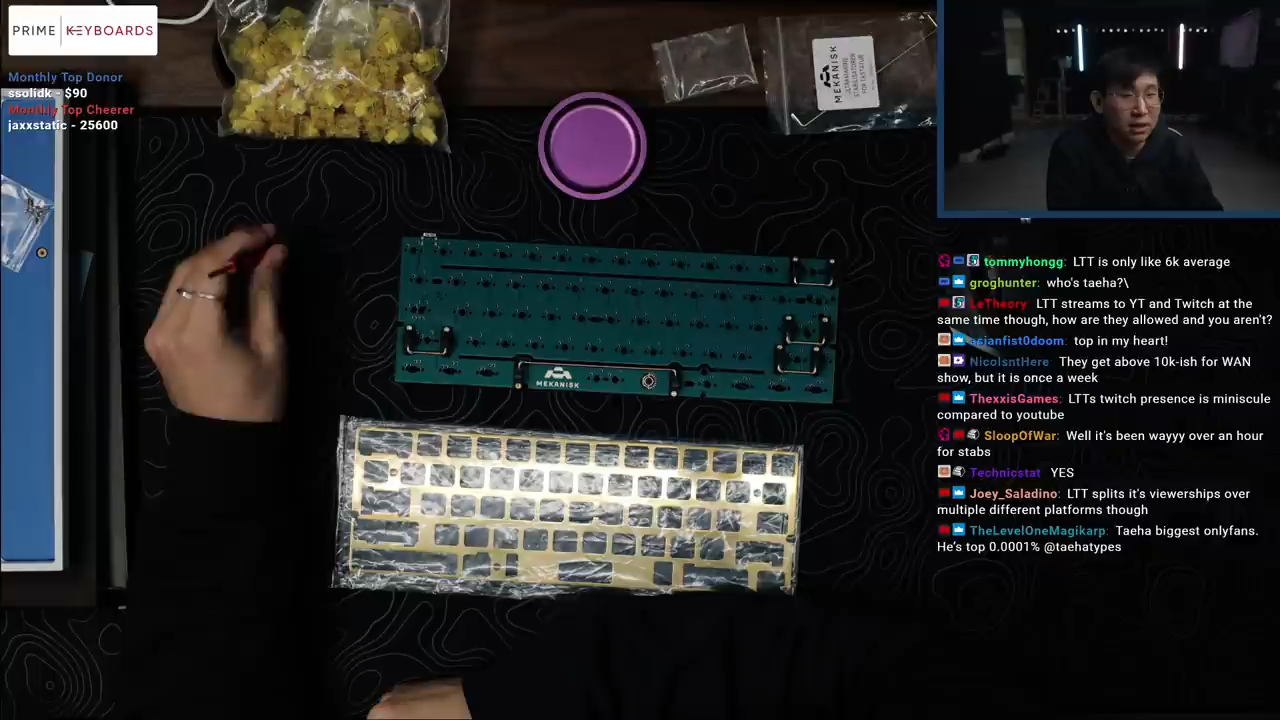 PRIME | KEYBOARDS
Monthly Top Donor
ssolidk - $90
Monthly Top Cheerer
jaxxstatic - 25600
MEKANISK
ULTRAMARINE
STABILISATORER
FOR TASTATUR
MEKANISK
tommyhongg: LTT is only like 6k average
groghunter: who's taeha?\
LeTheory: LTT streams to YT and Twitch at the
same time though, how are they allowed and you aren't?
asianfist0doom: top in my heart!
NicoIsntHere: They get above 10k-ish for WAN
show, but it is once a week
ThexxisGames: LTTs twitch presence is miniscule
compared to youtube
SloopOfWar: Well it's been wayyy over an hour
for stabs
Technicstat: YES
Joey_Saladino: LTT splits it's viewerships over
multiple different platforms though
TheLevelOneMagikarp: Taeha biggest onlyfans.
He's top 0.0001% @taehatypes